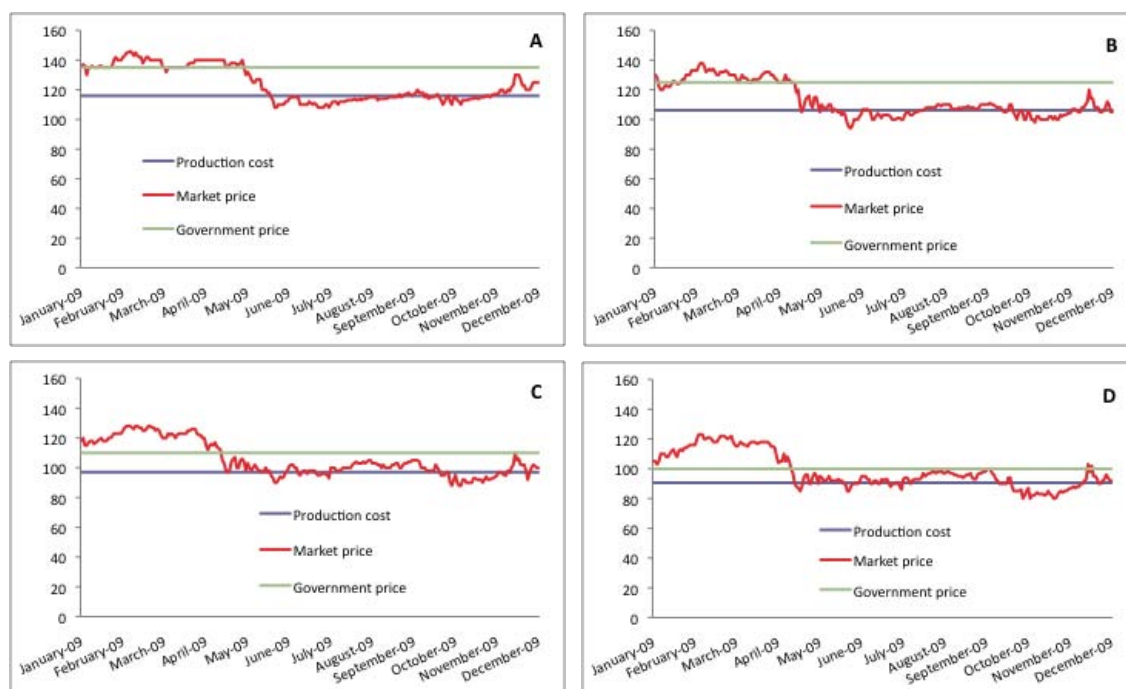 A
160
140
120
100
80
60
40
20
0
Production cost
Market price
Government price
January-09
February-09
March-09
April-09
May-09
June-09
July-09
August-09
September-09
October-09
November-09
December-09
B
160
140
120
100
80
60
40
20
0
Production cost
Market price
Government price
January-09
February-09
March-09
April-09
May-09
June-09
July-09
August-09
September-09
October-09
November-09
December-09
C
160
140
120
100
80
60
40
20
0
Production cost
Market price
Government price
January-09
February-09
March-09
April-09
May-09
June-09
July-09
August-09
September-09
October-09
November-09
December-09
D
160
140
120
100
80
60
40
20
0
Production cost
Market price
Government price
January-09
February-09
March-09
April-09
May-09
June-09
July-09
August-09
September-09
October-09
November-09
December-09